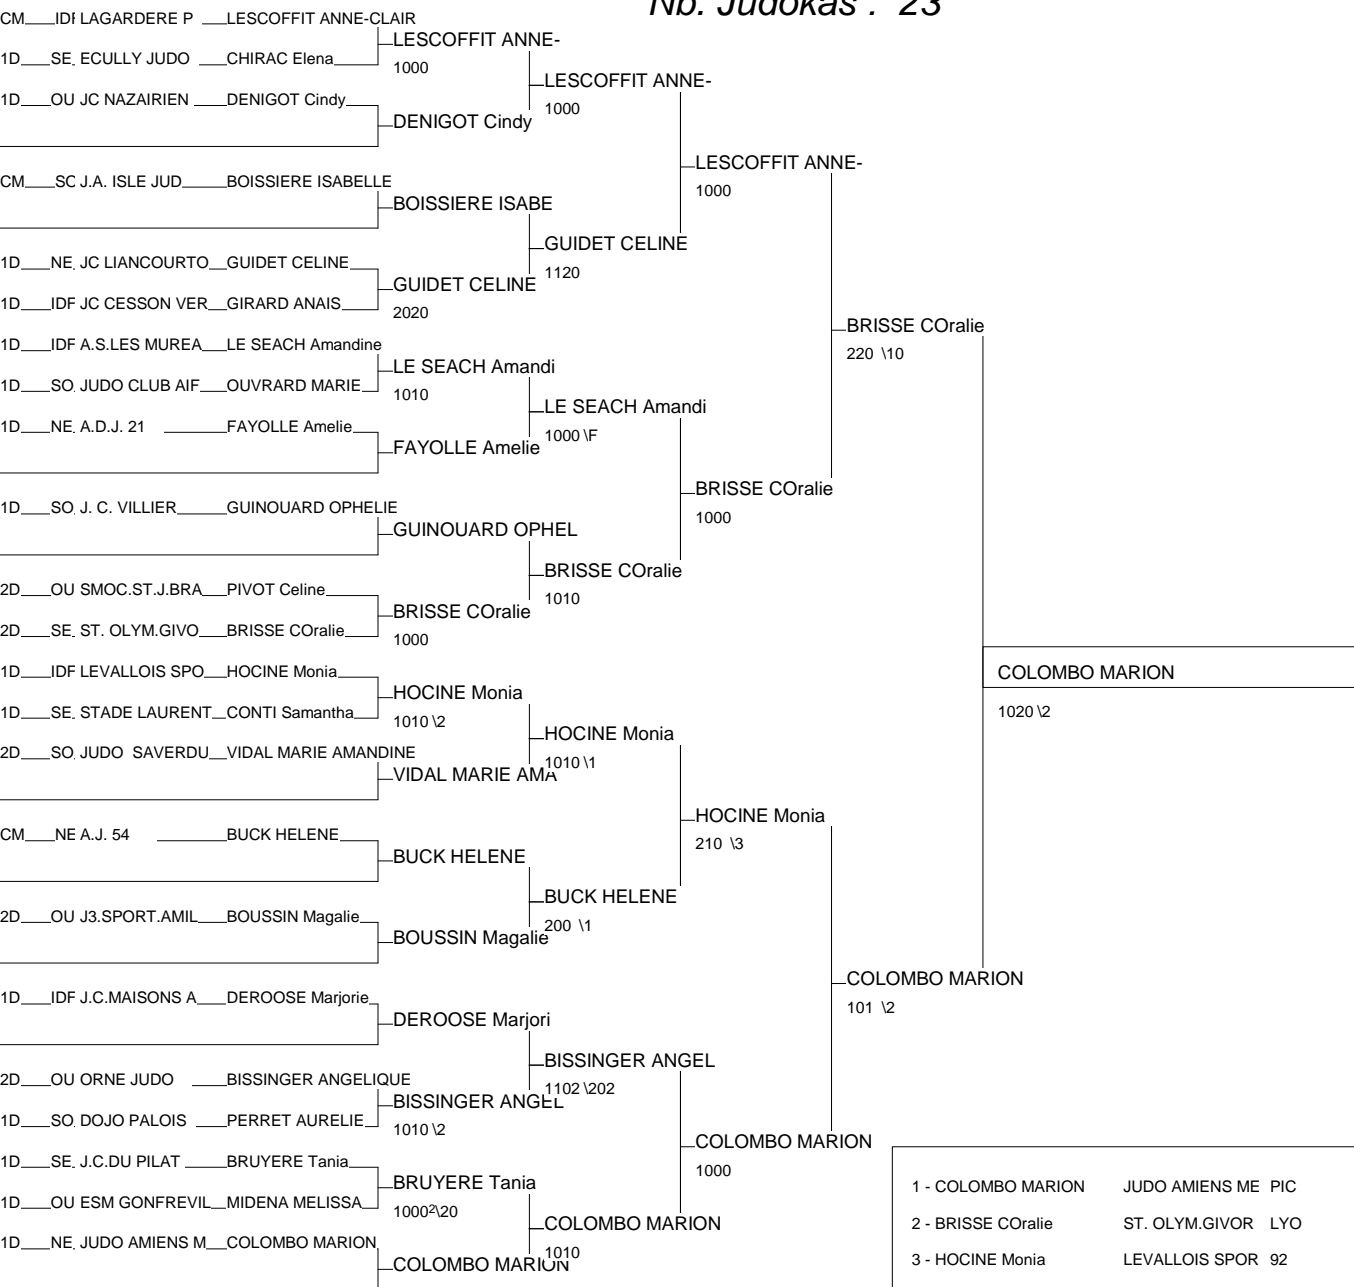 Nb. Judokas : 23
CM IDF LAGARDERE P LESCOFFIT ANNE-CLAIR
LESCOFFIT ANNE-
1D SE ECULLY JUDO CHIRAC Elena
1000
LESCOFFIT ANNE-
1D OU JC NAZAIRIEN DENIGOT Cindy
1000
DENIGOT Cindy
LESCOFFIT ANNE-
CM SO J.A. ISLE JUD BOISSIERE ISABELLE
1000
BOISSIERE ISABE
GUIDET CELINE
1D NE JC LIANCOURTO GUIDET CELINE
1120
GUIDET CELINE
1D IDF JC CESSON VER GIRARD ANAIS
2020
BRISSE COralie
1D IDF A.S.LES MUREA LE SEACH Amandine
220 \10
LE SEACH Amandi
1D SO JUDO CLUB AIF OUVRARD MARIE
1010
LE SEACH Amandi
1D NE A.D.J. 21 FAYOLLE Amelie
1000 \F
FAYOLLE Amelie
BRISSE COralie
1D SO J. C. VILLIER GUINOUARD OPHELIE
1000
GUINOUARD OPHEL
BRISSE COralie
2D OU SMOC.ST.J.BRA PIVOT Celine
1010
BRISSE COralie
2D SE ST. OLYM.GIVO BRISSE COralie
1000
1D IDF LEVALLOIS SPO HOCINE Monia
COLOMBO MARION
HOCINE Monia
1D SE STADE LAURENT CONTI Samantha
1020 \2
1010 \2
HOCINE Monia
2D SO JUDO SAVERDU VIDAL MARIE AMANDINE
1010 \1
VIDAL MARIE AMA
HOCINE Monia
CM NE A.J. 54 BUCK HELENE
210 \3
BUCK HELENE
BUCK HELENE
2D OU J3.SPORT.AMIL BOUSSIN Magalie
200 \1
BOUSSIN Magalie
COLOMBO MARION
1D IDF J.C.MAISONS A DEROOSE Marjorie
101 \2
DEROOSE Marjori
BISSINGER ANGEL
2D OU ORNE JUDO BISSINGER ANGELIQUE
1102 \202
BISSINGER ANGEL
1D SO DOJO PALOIS PERRET AURELIE
1010 \2
COLOMBO MARION
1D SE J.C.DU PILAT BRUYERE Tania
1000
BRUYERE Tania
1 - COLOMBO MARION JUDO AMIENS ME PIC
1D OU ESM GONFREVIL MIDENA MELISSA
10002\20
COLOMBO MARION
2 - BRISSE COralie ST. OLYM.GIVOR LYO
1D NE JUDO AMIENS M COLOMBO MARION
1010
COLOMBO MARION
3 - HOCINE Monia LEVALLOIS SPOR 92